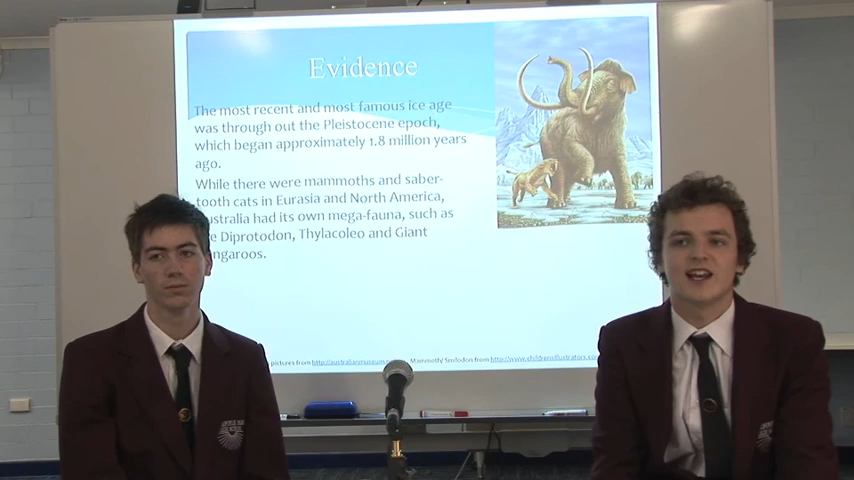 Evidence
The most recent and most famous ice age
was through out the Pleistocene epoch,
which began approximately 1.8 million years
ago.
While there were mammoths and saber-
tooth cats in Eurasia and North America,
Australia had its own mega-fauna, such as
Diprotodon, Thylacoleo and Giant
pictures from http://australianmuseum. Mammoth/Smilodon from http://www.childrensillustrators.co